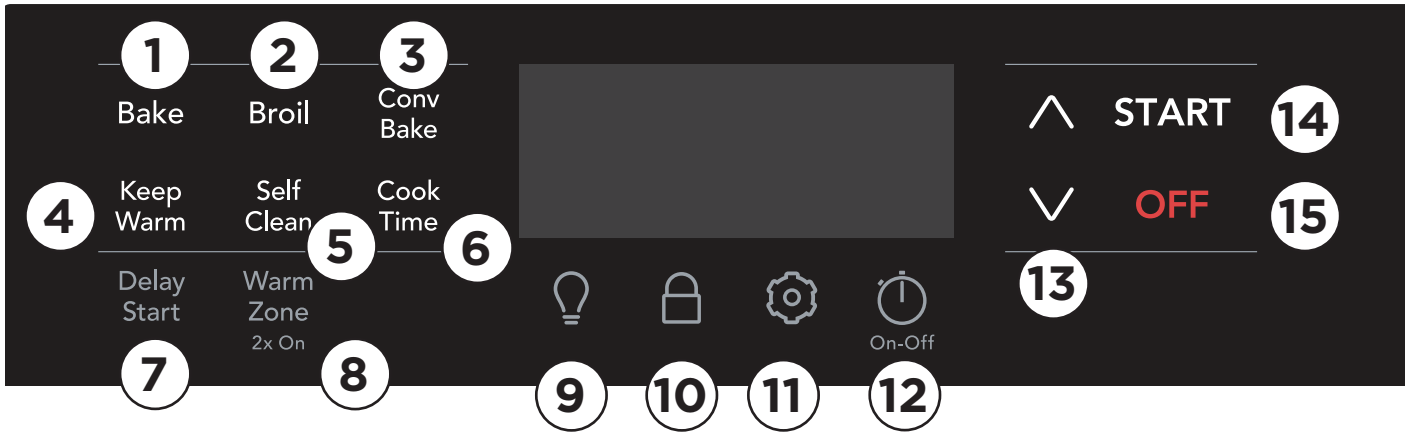 1 2 3
Bake Broil Conv
Bake
START 14
4 Keep
Warm Self
Clean Cook
Time
5 6
OFF 15
Delay
Start Warm
Zone
2x On
13
On-Off
7 8 9 10 11 12